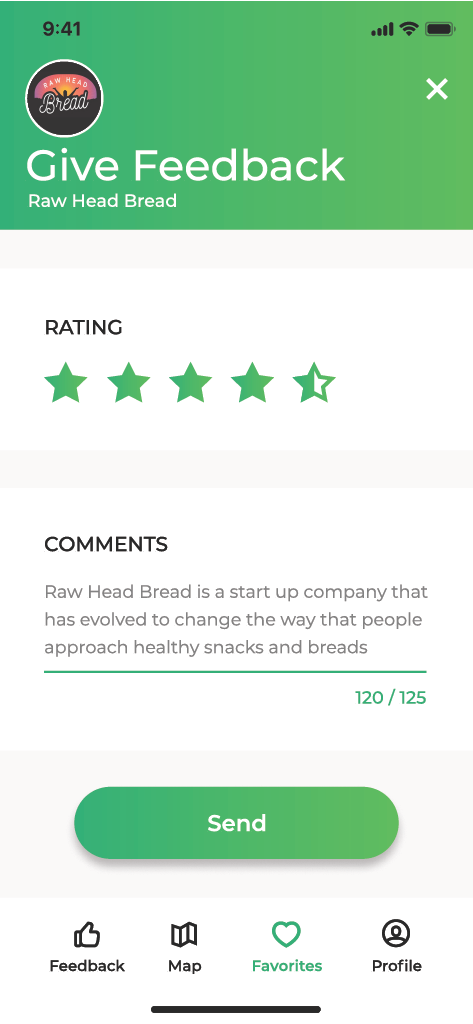 9:41
RAW HEAD
Bread
Give Feedback
Raw Head Bread
RATING
COMMENTS
Raw Head Bread is a start up company that
has evolved to change the way that people
approach healthy snacks and breads
120 / 125
Send
Feedback
Map
Favorites
Profile